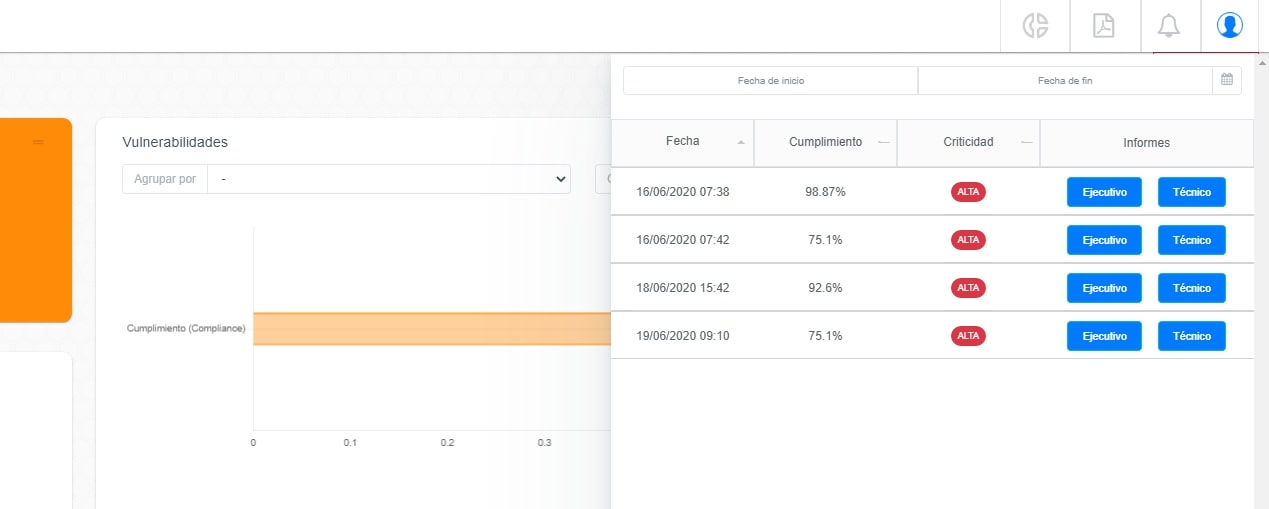 Fecha de inicio Fecha de fin
Vulnerabilidades
Agrupar por -
Cumplimiento (Compliance)
0 0.1 0.2 0.3
Fecha Cumplimiento Criticidad Informes
16/06/2020 07:38 98.87% ALTA Ejecutivo Técnico
16/06/2020 07:42 75.1% ALTA Ejecutivo Técnico
18/06/2020 15:42 92.6% ALTA Ejecutivo Técnico
19/06/2020 09:10 75.1% ALTA Ejecutivo Técnico